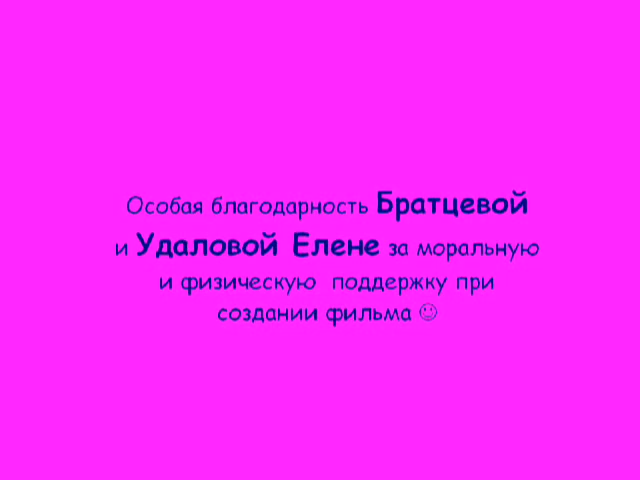 Особая благодарность Братцевой
и Удаловой Елене за моральную
и физическую поддержку при
создании фильма ☺